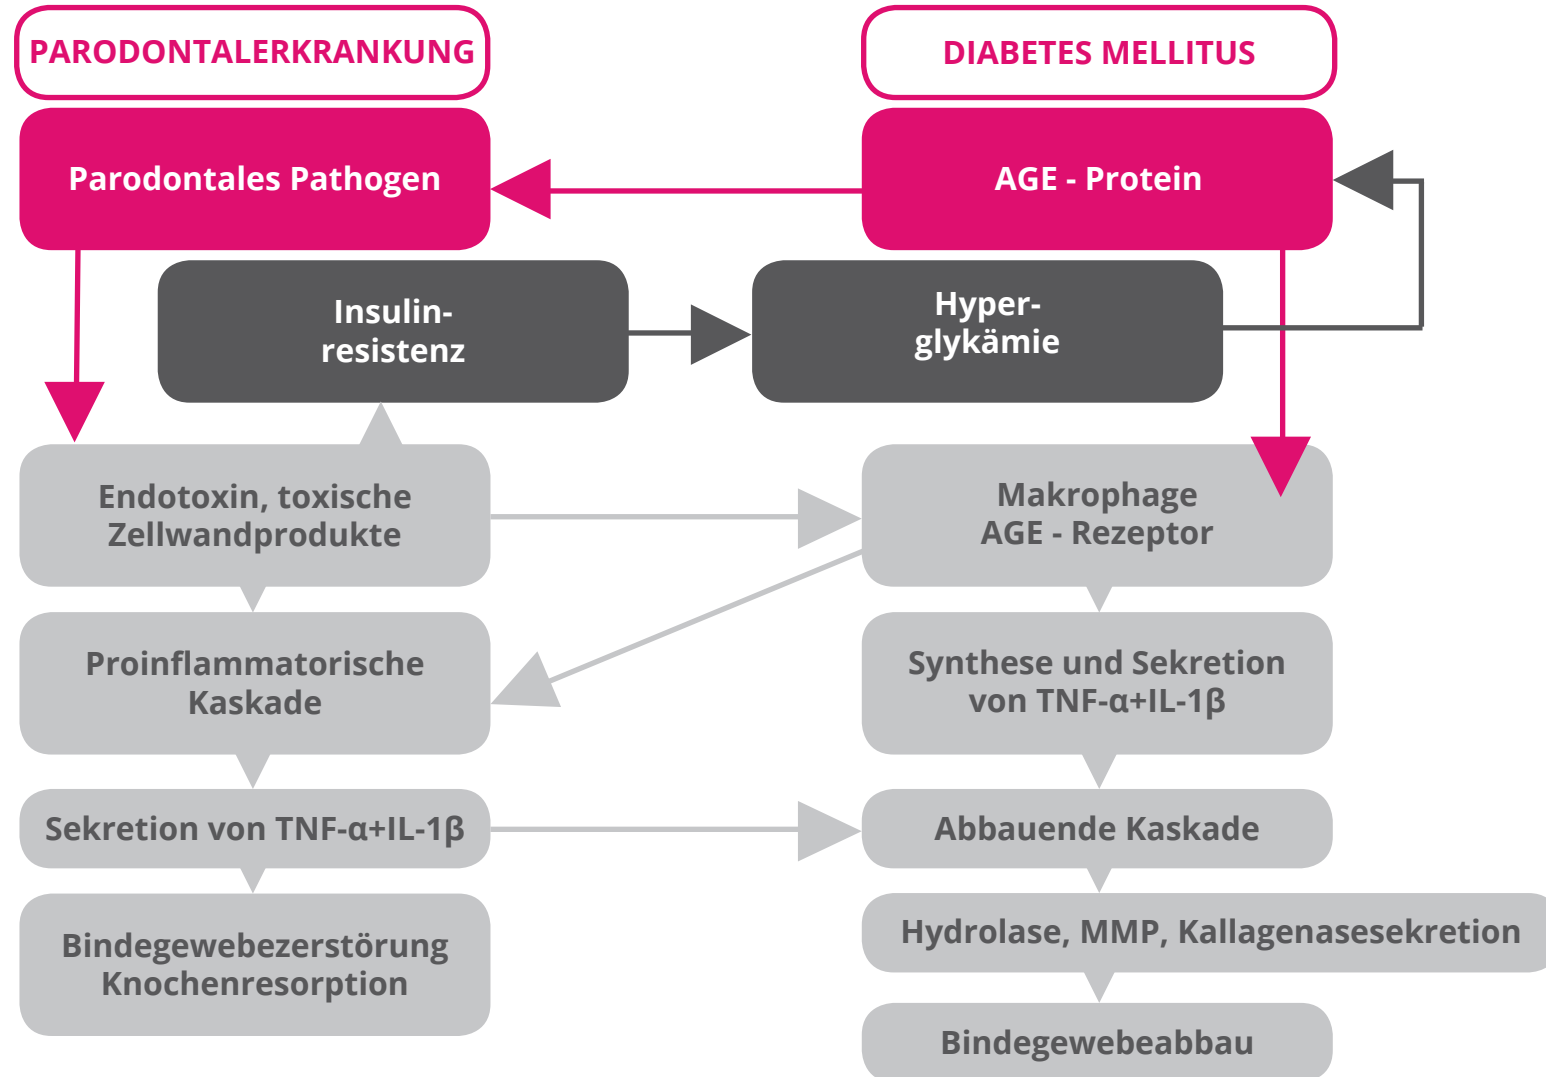 PARODONTALERKRANKUNG
DIABETES MELLITUS
Parodontales Pathogen
AGE - Protein
Insulin-
resistenz
Hyper-
glykämie
Endotoxin, toxische
Zellwandprodukte
Makrophage
AGE - Rezeptor
Proinflammatorische
Kaskade
Synthese und Sekretion
von TNF-α+IL-1β
Sekretion von TNF-α+IL-1β
Abbauende Kaskade
Bindegewebezerstörung
Knochenresorption
Hydrolase, MMP, Kallagenasesekretion
Bindegewebeabbau